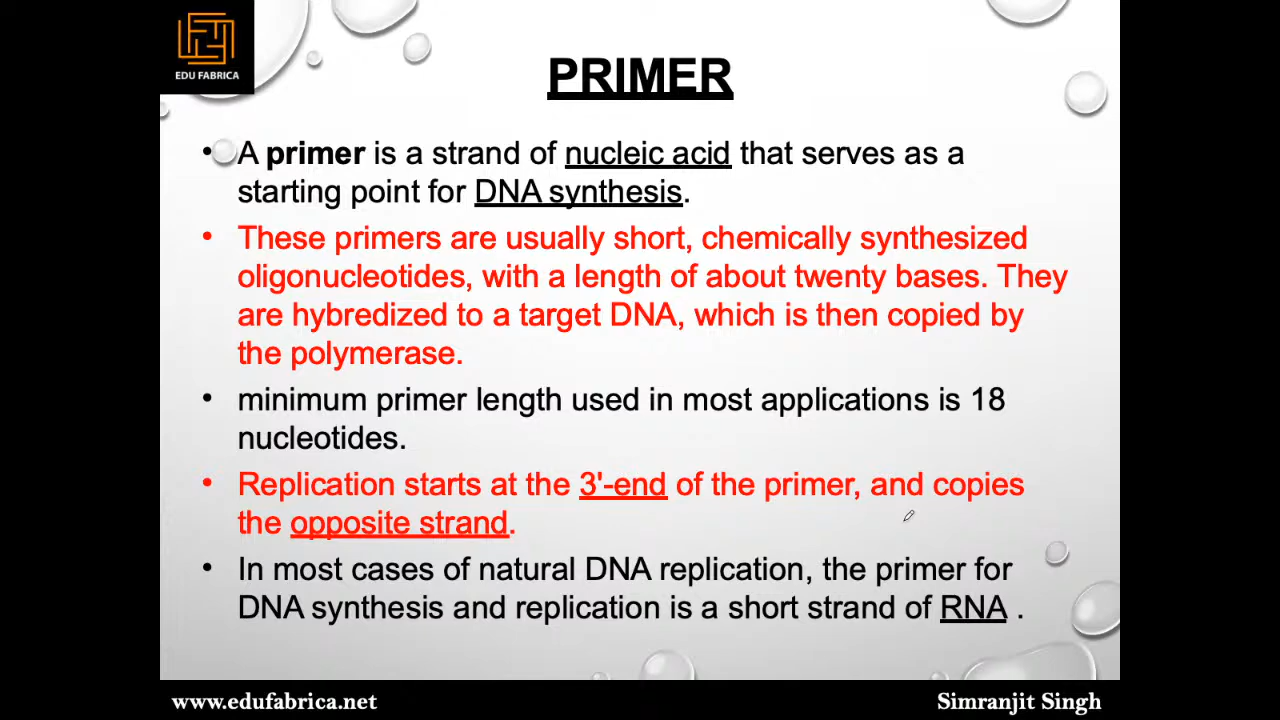 EDU FABRICA
PRIMER
• A primer is a strand of nucleic acid that serves as a
starting point for DNA synthesis.
• These primers are usually short, chemically synthesized
oligonucleotides, with a length of about twenty bases. They
are hybredized to a target DNA, which is then copied by
the polymerase.
• minimum primer length used in most applications is 18
nucleotides.
• Replication starts at the 3'-end of the primer, and copies
the opposite strand.
• In most cases of natural DNA replication, the primer for
DNA synthesis and replication is a short strand of RNA .
www.edufabrica.net
Simranjit Singh